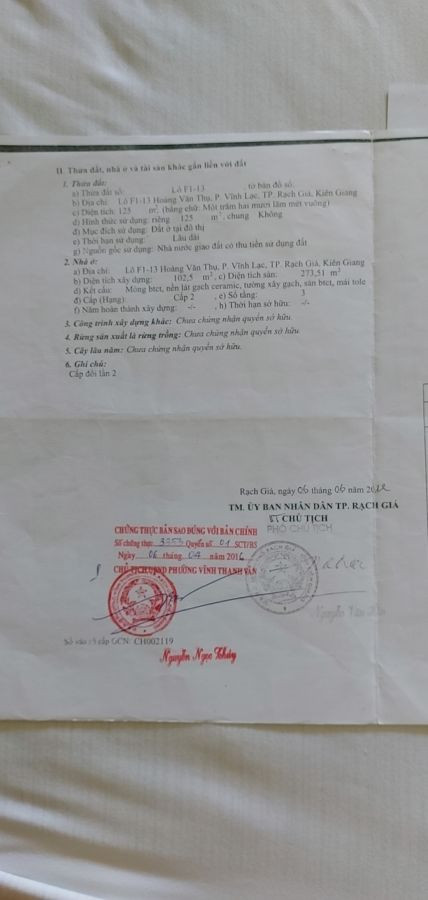 II. Thửa đất, nhà ở và tài sản khác gắn liền với đất
1. Thửa đất:
a) Thửa đất số: Lô F1-13 , tờ bản đồ số:
b) Địa chỉ: Lô F1-13 Hoàng Văn Thụ, P. Vĩnh Lạc, TP. Rạch Giá, Kiên Giang
c) Diện tích: 125 m², (bằng chữ: Một trăm hai mươi lăm mét vuông)
d) Hình thức sử dụng: riêng 125 m², chung Không
đ) Mục đích sử dụng: Đất ở tại đô thị
e) Thời hạn sử dụng: Lâu dài
g) Nguồn gốc sử dụng: Nhà nước giao đất có thu tiền sử dụng đất
2. Nhà ở:
a) Địa chỉ: Lô F1-13 Hoàng Văn Thụ, P. Vĩnh Lạc, TP. Rạch Giá, Kiên Giang
b) Diện tích xây dựng: 102,5 m², c) Diện tích sàn: 273,51 m²
d) Kết cấu: Móng btct, nền lát gạch ceramic, tường xây gạch, sàn btct, mái tole
đ) Cấp (Hạng): Cấp 2 , e) Số tầng: 3
f) Năm hoàn thành xây dựng: -/- , h) Thời hạn sở hữu: -/-
3. Công trình xây dựng khác: Chưa chứng nhận quyền sở hữu.
4. Rừng sản xuất là rừng trồng: Chưa chứng nhận quyền sở hữu.
5. Cây lâu năm: Chưa chứng nhận quyền sở hữu.
6. Ghi chú:
Cấp đổi lần 2
Rạch Giá, ngày 06 tháng 06 năm
TM. ỦY BAN NHÂN DÂN TP. RẠCH GIÁ
KT CHỦ TỊCH
PHÓ CHỦ TỊCH
CHỨNG THỰC BẢN SAO ĐÚNG VỚI BẢN CHÍNH
Số chứng thực Quyển số 01 SCT/BS
Ngày 06 tháng 04 năm 2016
CHỦ TỊCH UBND PHƯỜNG VĨNH THANH VÂN
Số vào sổ cấp GCN: CH002119
Nguyễn Ngọc Thúy